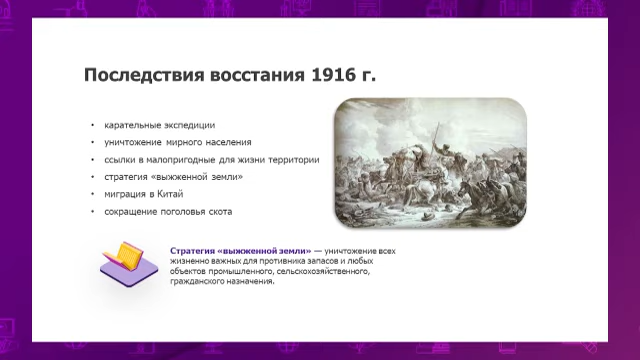 Последствия восстания 1916 г.
• карательные экспедиции
• уничтожение мирного населения
• ссылки в малопригодные для жизни территории
• стратегия «выжженной земли»
• миграция в Китай
• сокращение поголовья скота
Стратегия «выжженной земли» — уничтожение всех
жизненно важных для противника запасов и любых
объектов промышленного, сельскохозяйственного,
гражданского назначения.